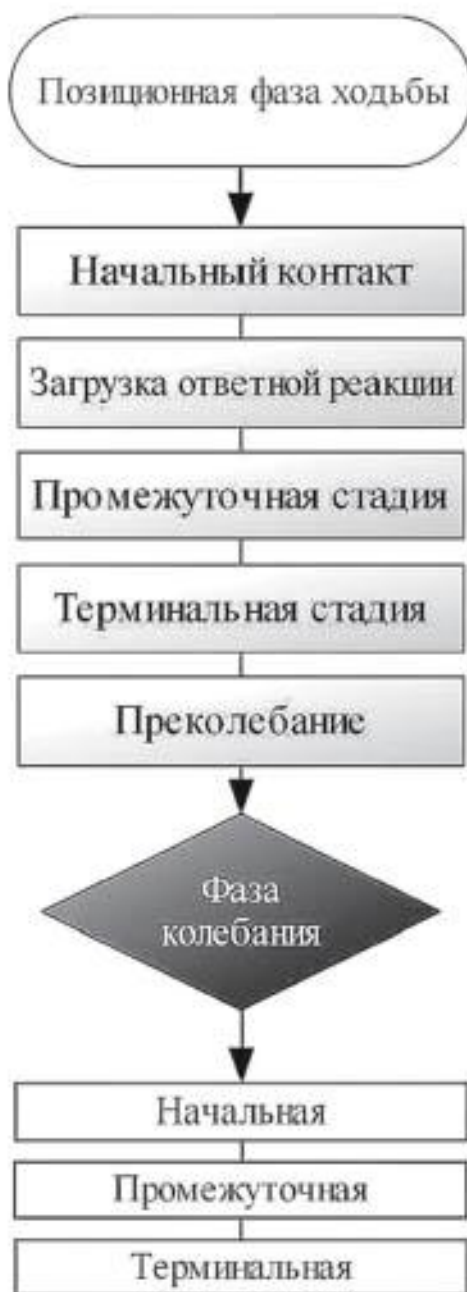 Позиционная фаза ходьбы
Начальный контакт
Загрузка ответной реакции
Промежуточная стадия
Терминальная стадия
Преколебание
Фаза
колебания
Начальная
Промежуточная
Терминальная